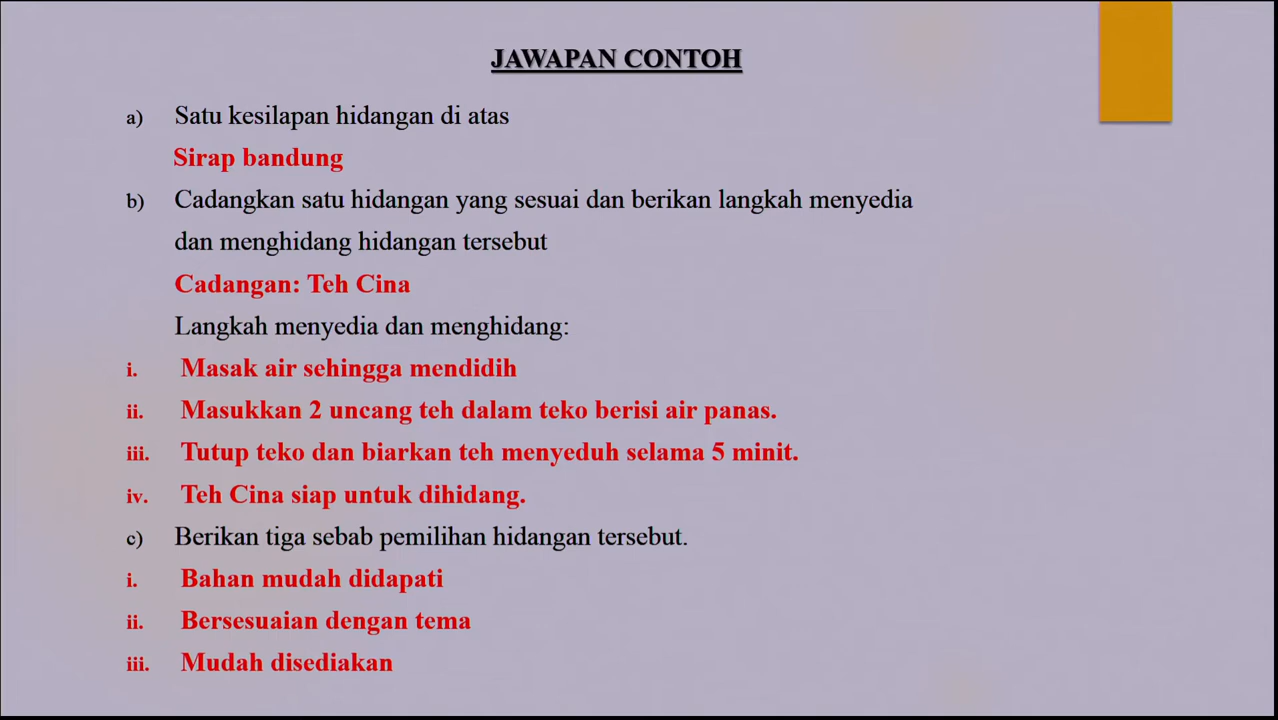 JAWAPAN CONTOH
a) Satu kesilapan hidangan di atas
Sirap bandung
b) Cadangkan satu hidangan yang sesuai dan berikan langkah menyedia
dan menghidang hidangan tersebut
Cadangan: Teh Cina
Langkah menyedia dan menghidang:
i. Masak air sehingga mendidih
ii. Masukkan 2 uncang teh dalam teko berisi air panas.
iii. Tutup teko dan biarkan teh menyeduh selama 5 minit.
iv. Teh Cina siap untuk dihidang.
c) Berikan tiga sebab pemilihan hidangan tersebut.
i. Bahan mudah didapati
ii. Bersesuaian dengan tema
iii. Mudah disediakan